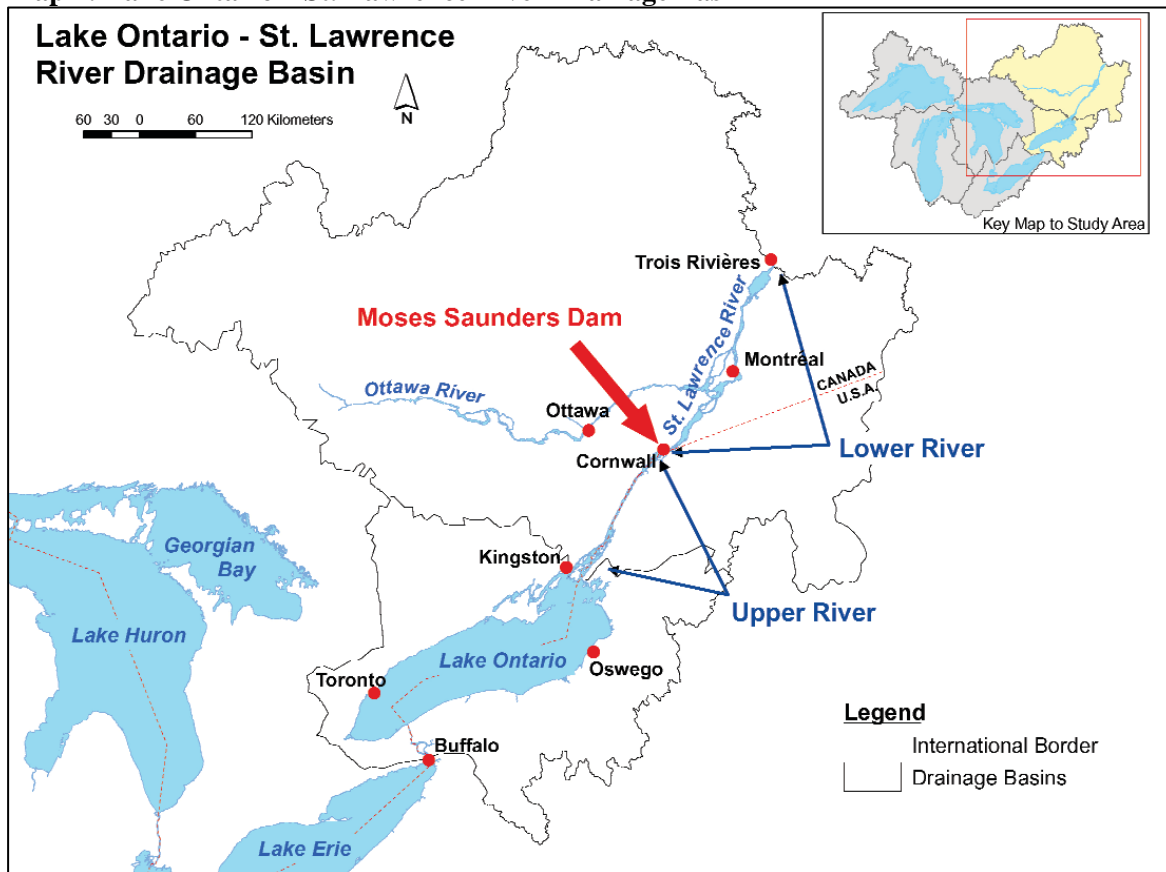 Lake Ontario - St. Lawrence
River Drainage Basin
60 30 0 60 120 Kilometers
N
Key Map to Study Area
Trois Rivières
Moses Saunders Dam
St. Lawrence River
Montréal
CANADA
U.S.A.
Ottawa River
Ottawa
Cornwall
Lower River
Georgian
Bay
Kingston
Upper River
Lake Huron
Lake Ontario
Oswego
Toronto
Buffalo
Lake Erie
Legend
International Border
Drainage Basins